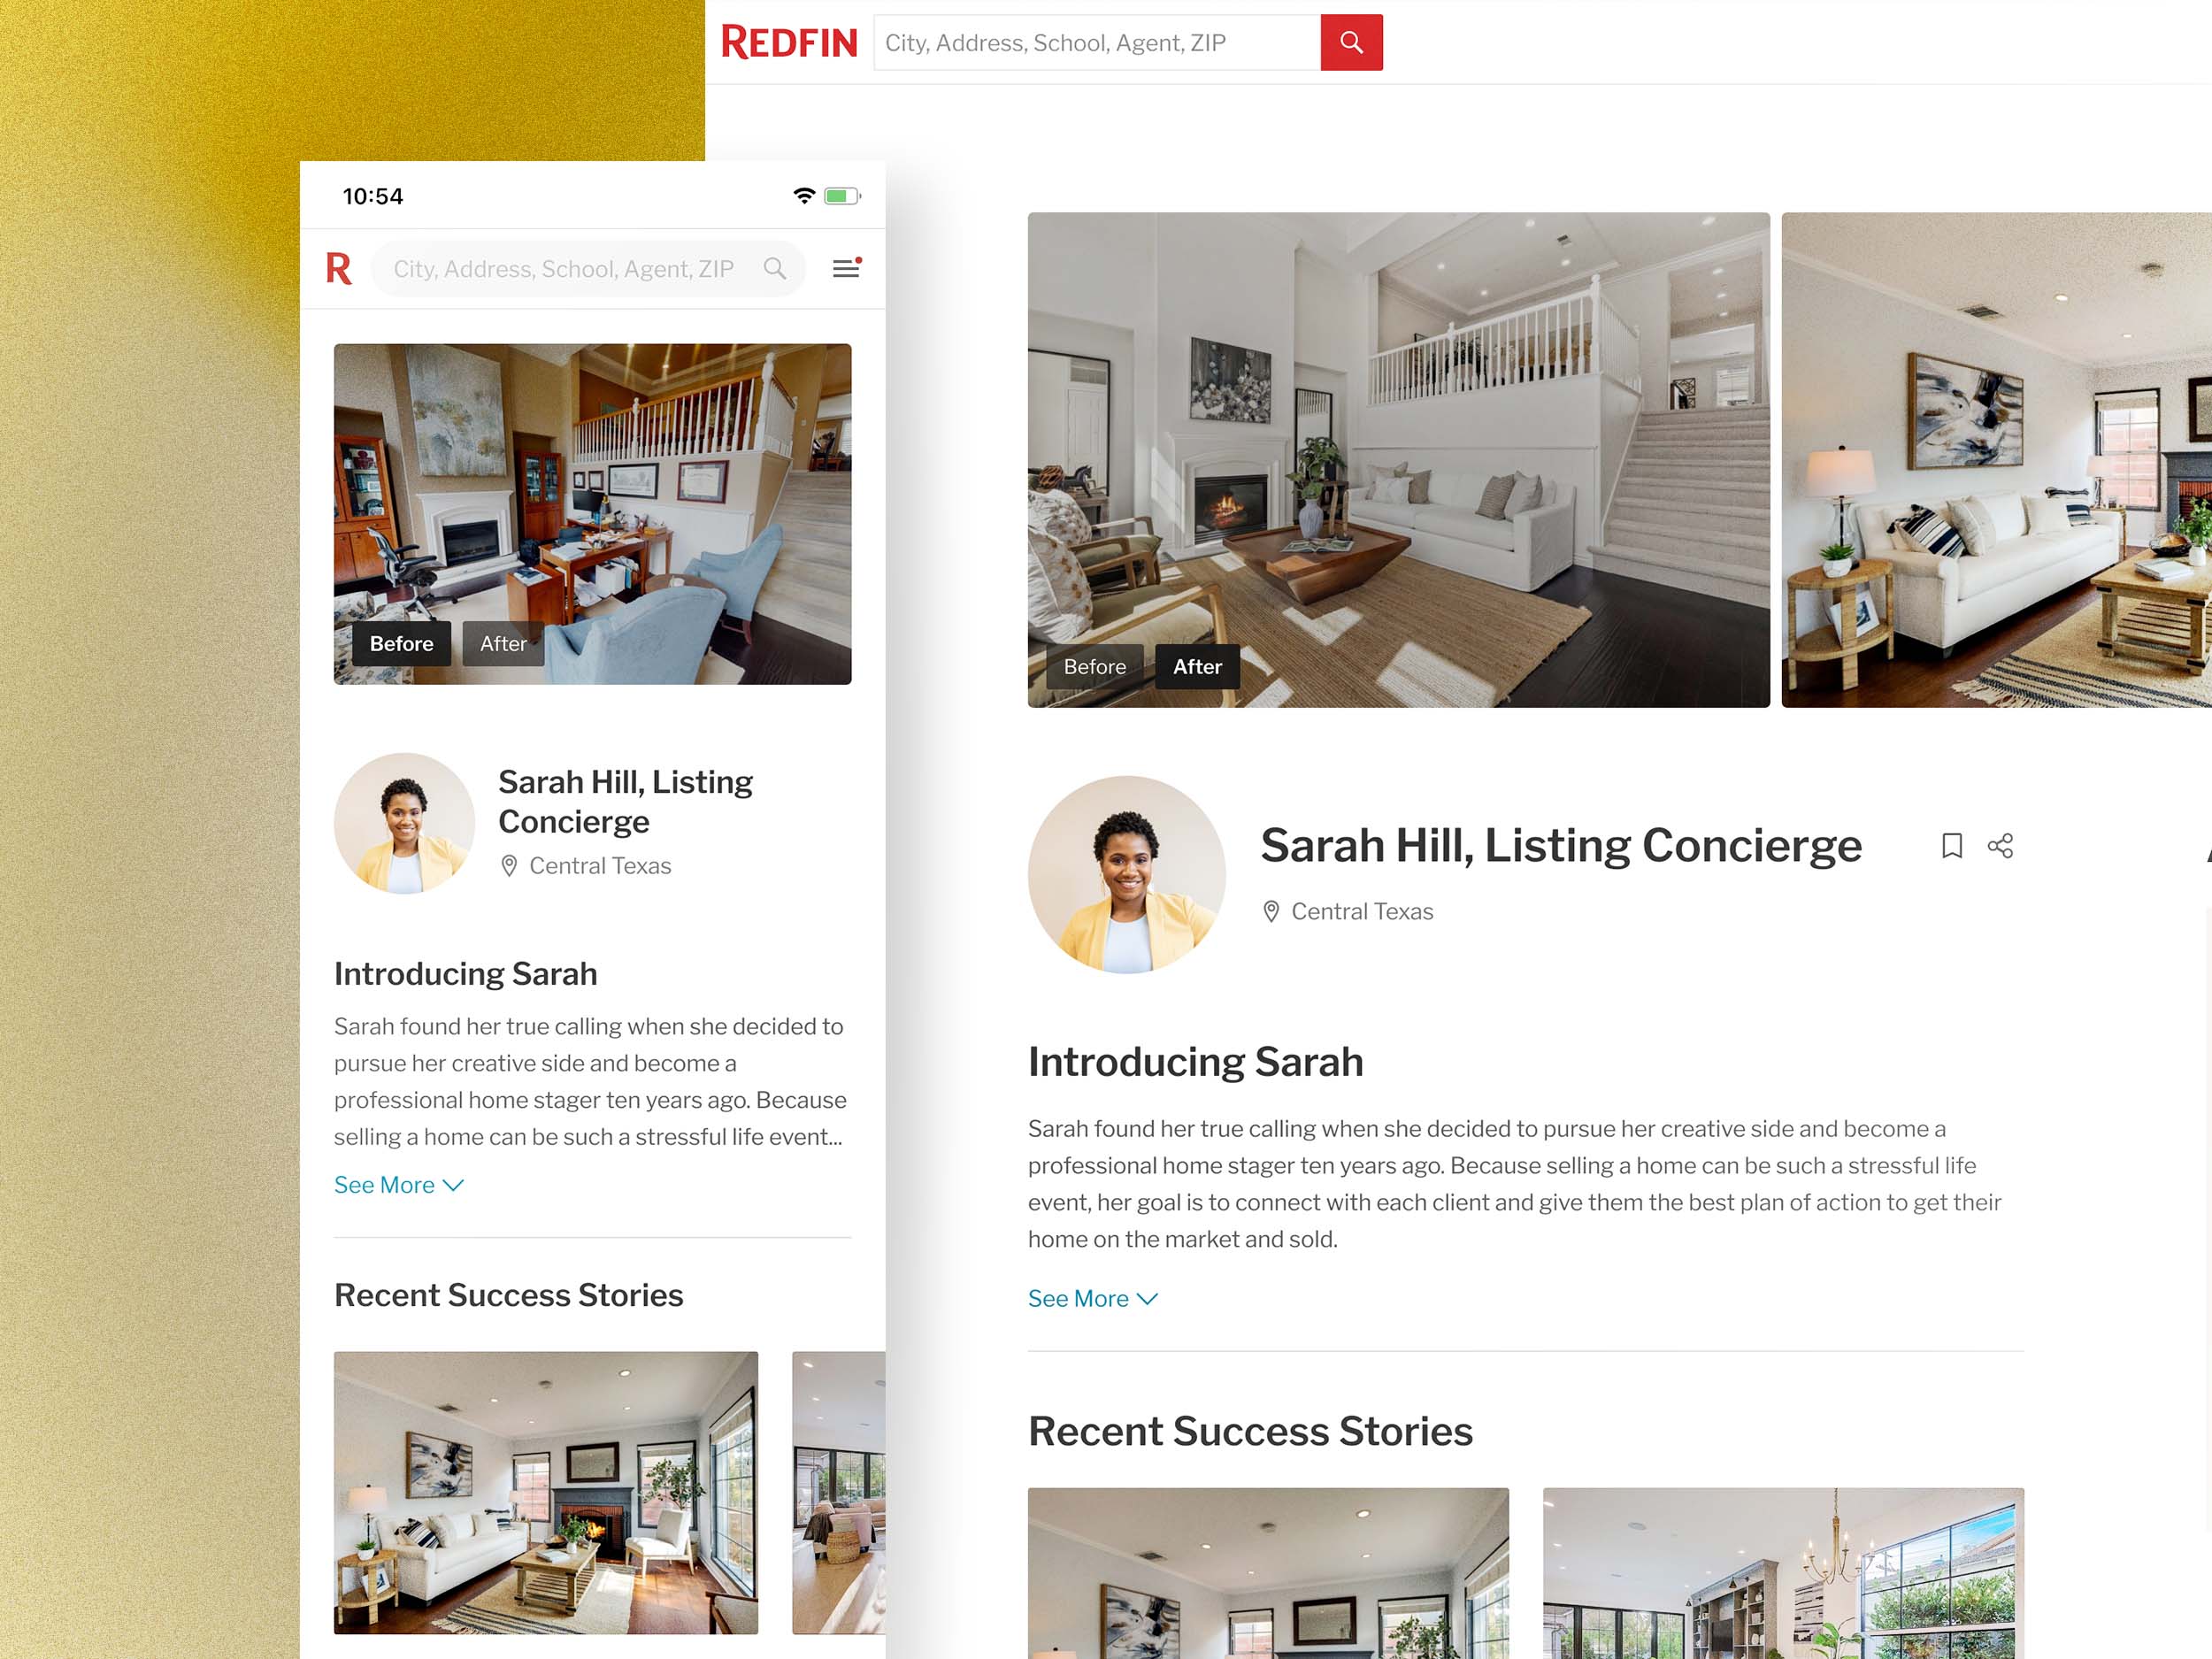 REDFIN
City, Address, School, Agent, ZIP
10:54
R
City, Address, School, Agent, ZIP
Before
After
Sarah Hill, Listing
Concierge
Central Texas
Introducing Sarah
Sarah found her true calling when she decided to
pursue her creative side and become a
professional home stager ten years ago. Because
selling a home can be such a stressful life event...
See More
Recent Success Stories
Before
After
Sarah Hill, Listing Concierge
Central Texas
Introducing Sarah
Sarah found her true calling when she decided to pursue her creative side and become a
professional home stager ten years ago. Because selling a home can be such a stressful life
event, her goal is to connect with each client and give them the best plan of action to get their
home on the market and sold.
See More
Recent Success Stories